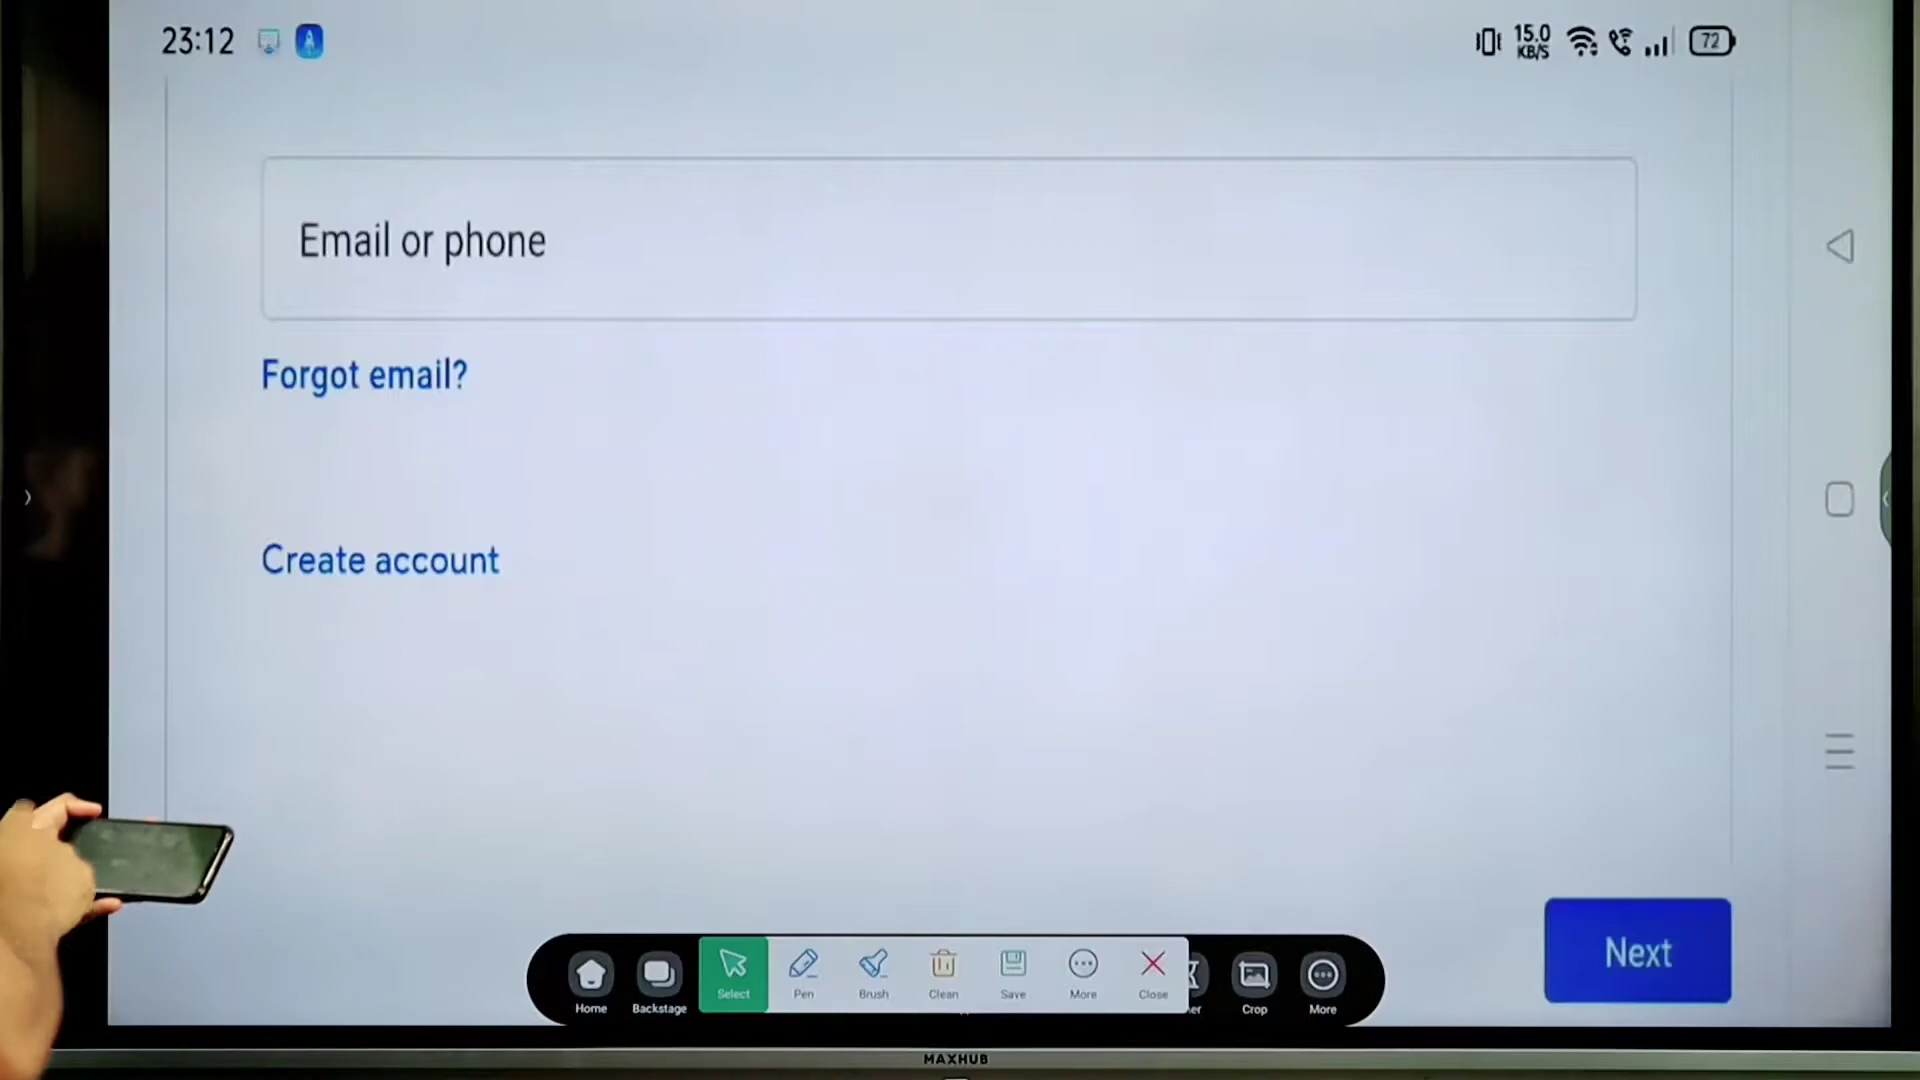 23:12
15.0
KB/S
72
Email or phone
Forgot email?
Create account
Next
Home
Backstage
Select
Pen
Brush
Clean
Save
More
Close
er
Crop
More
MAXHUB